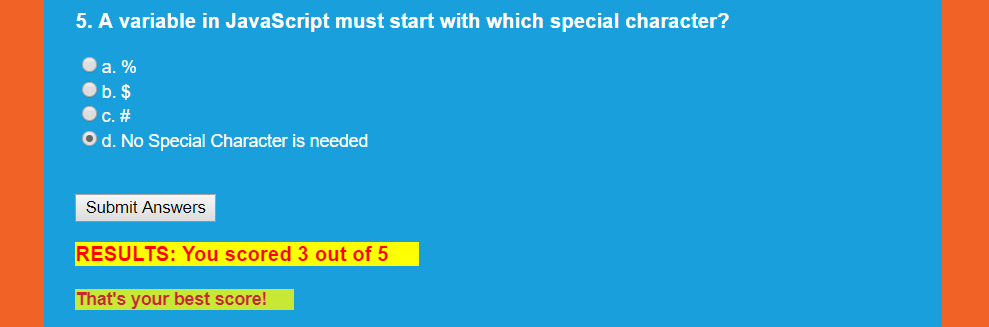 5. A variable in JavaScript must start with which special character?
a. %
b. $
c. #
d. No Special Character is needed
Submit Answers
RESULTS: You scored 3 out of 5
That's your best score!